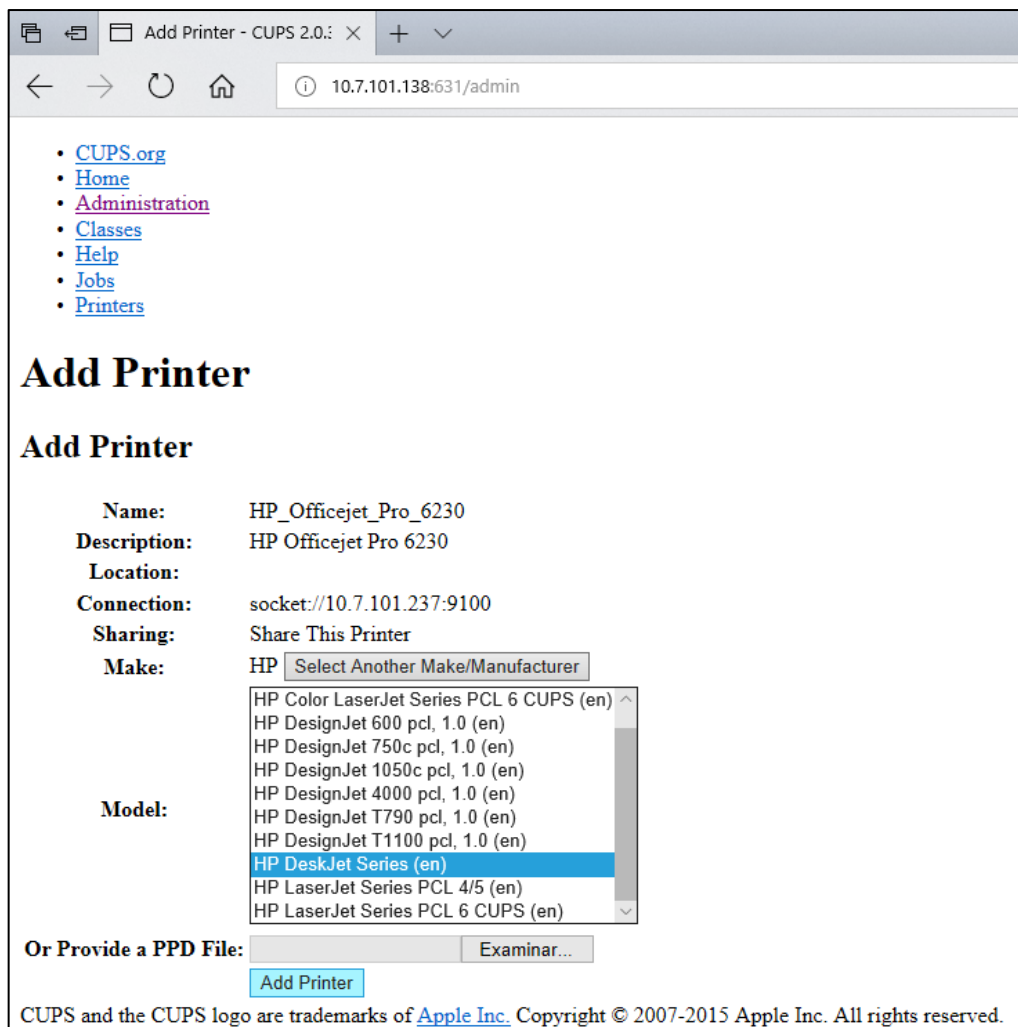 Add Printer - CUPS 2.0.:
10.7.101.138:631/admin
• CUPS.org
• Home
• Administration
• Classes
• Help
• Jobs
• Printers
Add Printer
Add Printer
Name: HP_Officejet_Pro_6230
Description: HP Officejet Pro 6230
Location:
Connection: socket://10.7.101.237:9100
Sharing: Share This Printer
Make: HP Select Another Make/Manufacturer
HP Color LaserJet Series PCL 6 CUPS (en)
HP DesignJet 600 pcl, 1.0 (en)
HP DesignJet 750c pcl, 1.0 (en)
HP DesignJet 1050c pcl, 1.0 (en)
HP DesignJet 4000 pcl, 1.0 (en)
Model:
HP DesignJet T790 pcl, 1.0 (en)
HP DesignJet T1100 pcl, 1.0 (en)
HP DeskJet Series (en)
HP LaserJet Series PCL 4/5 (en)
HP LaserJet Series PCL 6 CUPS (en)
Or Provide a PPD File: Examinar...
Add Printer
CUPS and the CUPS logo are trademarks of Apple Inc. Copyright © 2007-2015 Apple Inc. All rights reserved.